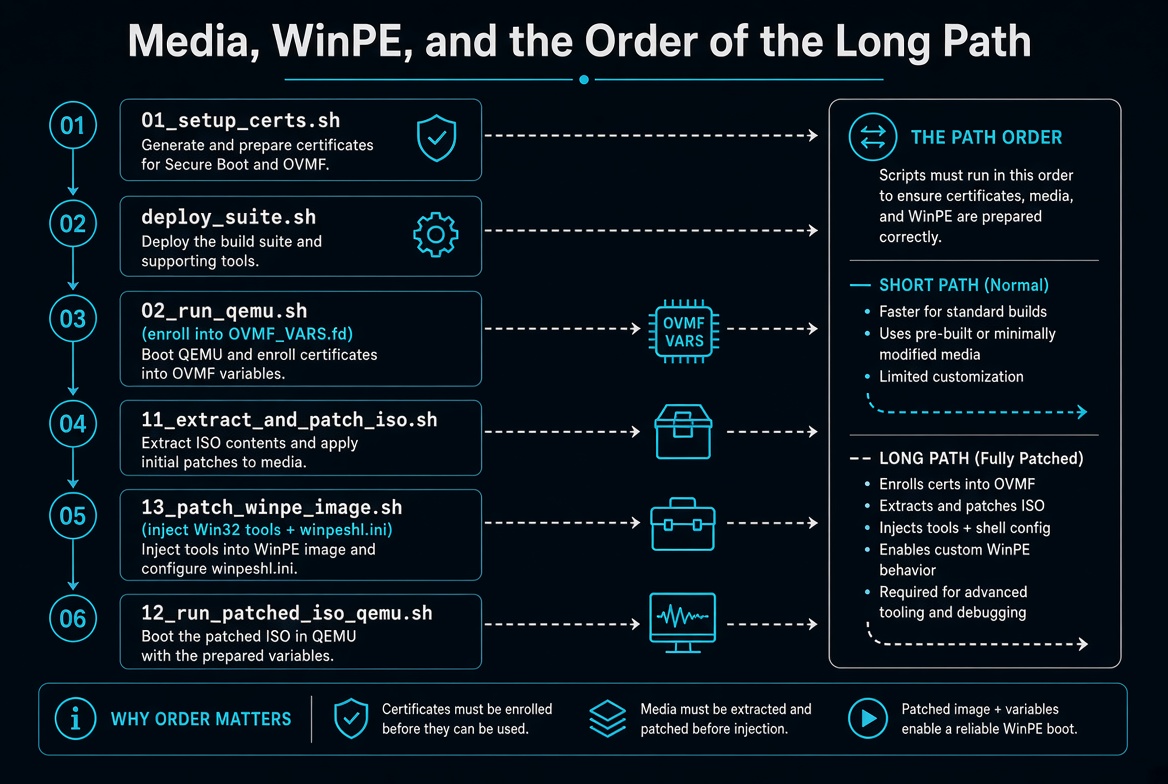 Media, WinPE, and the Order of the Long Path
01
01_setup_certs.sh
Generate and prepare certificates
for Secure Boot and OVMF.
02
deploy_suite.sh
Deploy the build suite and
supporting tools.
03
02_run_qemu.sh
(enroll into OVMF_VARS.fd)
Boot QEMU and enroll certificates
into OVMF variables.
OVMF
VARS
04
11_extract_and_patch_iso.sh
Extract ISO contents and apply
initial patches to media.
05
13_patch_winpe_image.sh
(inject Win32 tools + winpeshl.ini)
Inject tools into WinPE image and
configure winpeshl.ini.
06
12_run_patched_iso_qemu.sh
Boot the patched ISO in QEMU
with the prepared variables.
THE PATH ORDER
Scripts must run in this order
to ensure certificates, media,
and WinPE are prepared
correctly.
SHORT PATH (Normal)
• Faster for standard builds
• Uses pre-built or minimally
modified media
• Limited customization
LONG PATH (Fully Patched)
• Enrolls certs into OVMF
• Extracts and patches ISO
• Injects tools + shell config
• Enables custom WinPE
behavior
• Required for advanced
tooling and debugging
WHY ORDER MATTERS
Certificates must be enrolled
before they can be used.
Media must be extracted and
patched before injection.
Patched image + variables
enable a reliable WinPE boot.